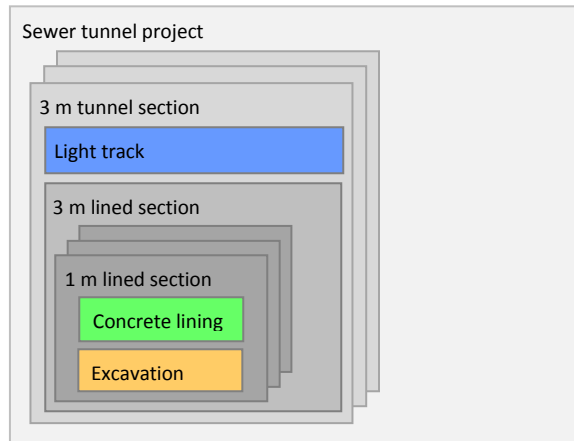 Sewer tunnel project
3 m tunnel section
Light track
3 m lined section
1 m lined section
Concrete lining
Excavation